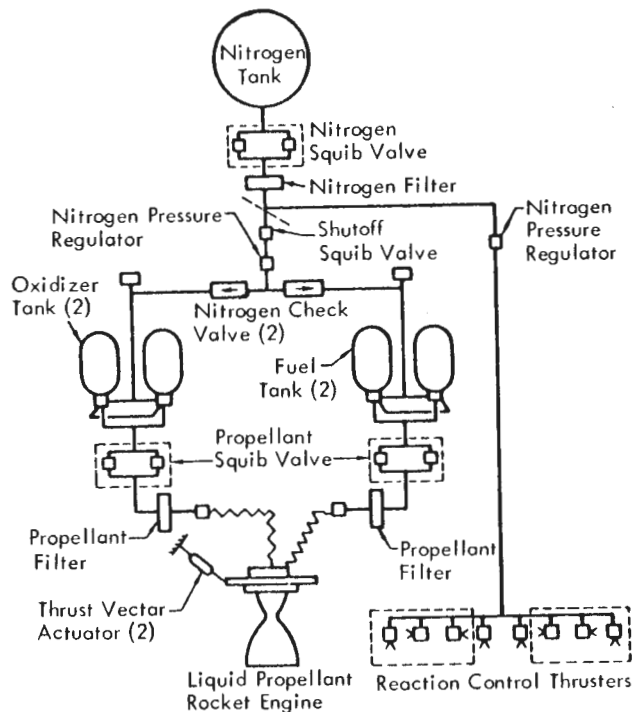 Nitrogen
Tank
Nitrogen
Squib Valve
Nitrogen Filter
Nitrogen Pressure
Regulator
Shutoff
Squib Valve
Nitragen
Pressure
Regulator
Oxidizer
Tank (2)
Nitrogen Check
Valve (2)
Fuel
Tank (2)
Propellant
Squib Valve
Propellant
Filter
Propellant
Filter
Thrust Vectar
Actuator (2)
Liquid Propellant
Rocket Engine
Reaction Control Thrusters